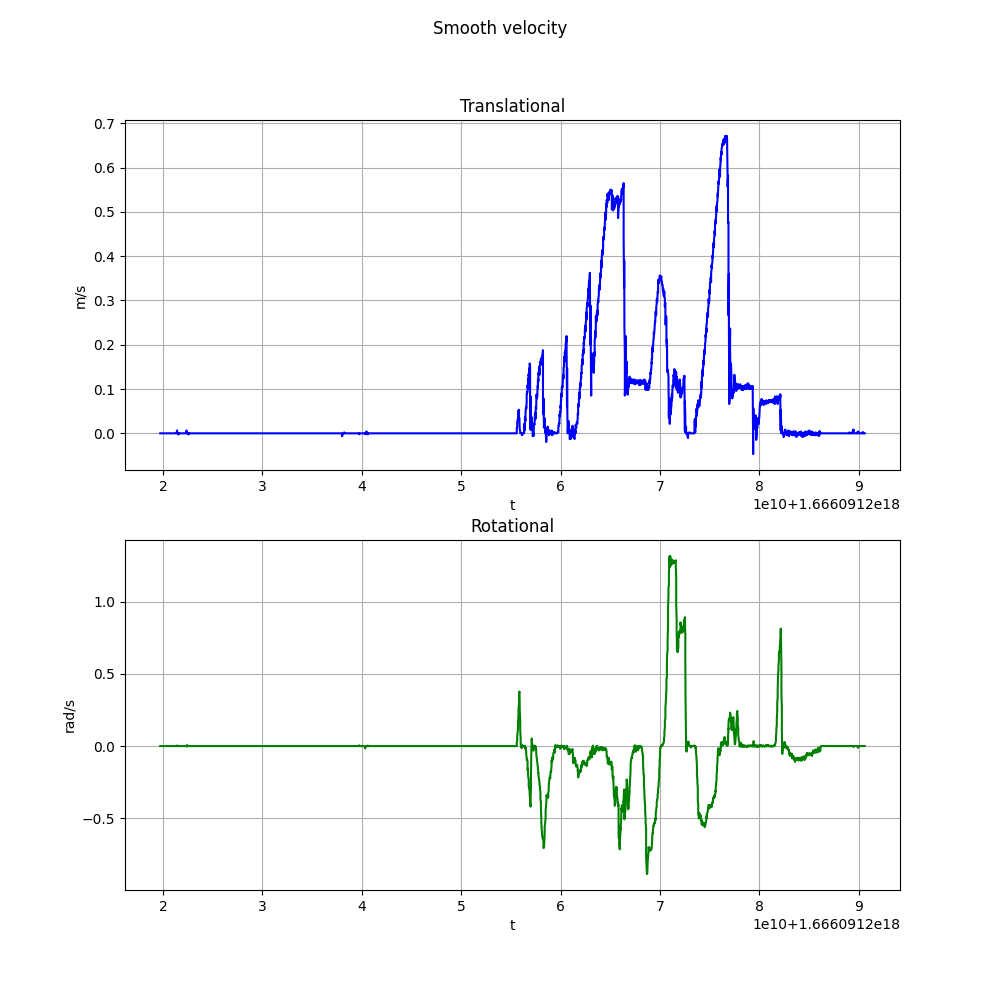 Smooth velocity
Translational
0.7
0.6
0.5
0.4
0.3
0.2
0.1
0.0
m/s
2 3 4 5 6 7 8 9
t
1e10+1.6660912e18
Rotational
1.0
0.5
0.0
−0.5
rad/s
2 3 4 5 6 7 8 9
t
1e10+1.6660912e18